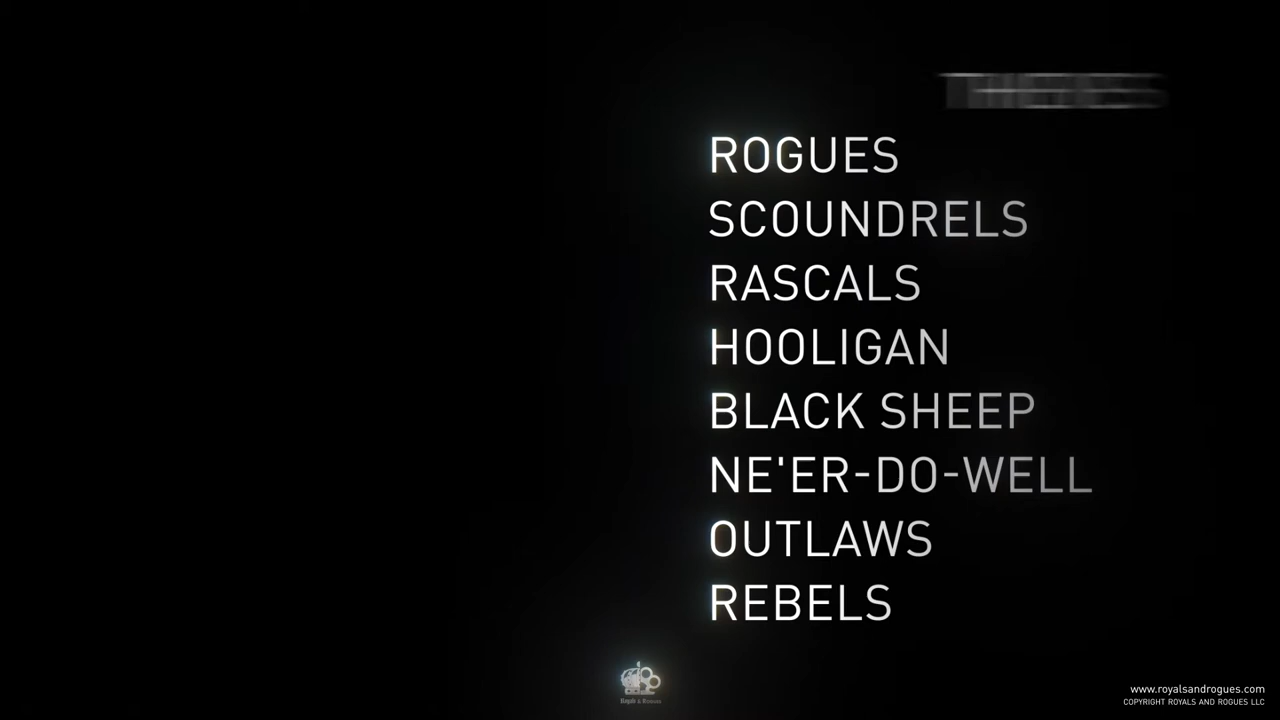 ROGUES
SCOUNDRELS
RASCALS
HOOLIGAN
BLACK SHEEP
NE'ER-DO-WELL
OUTLAWS
REBELS
www.royalsandrogues.com
COPYRIGHT ROYALS AND ROGUES LLC